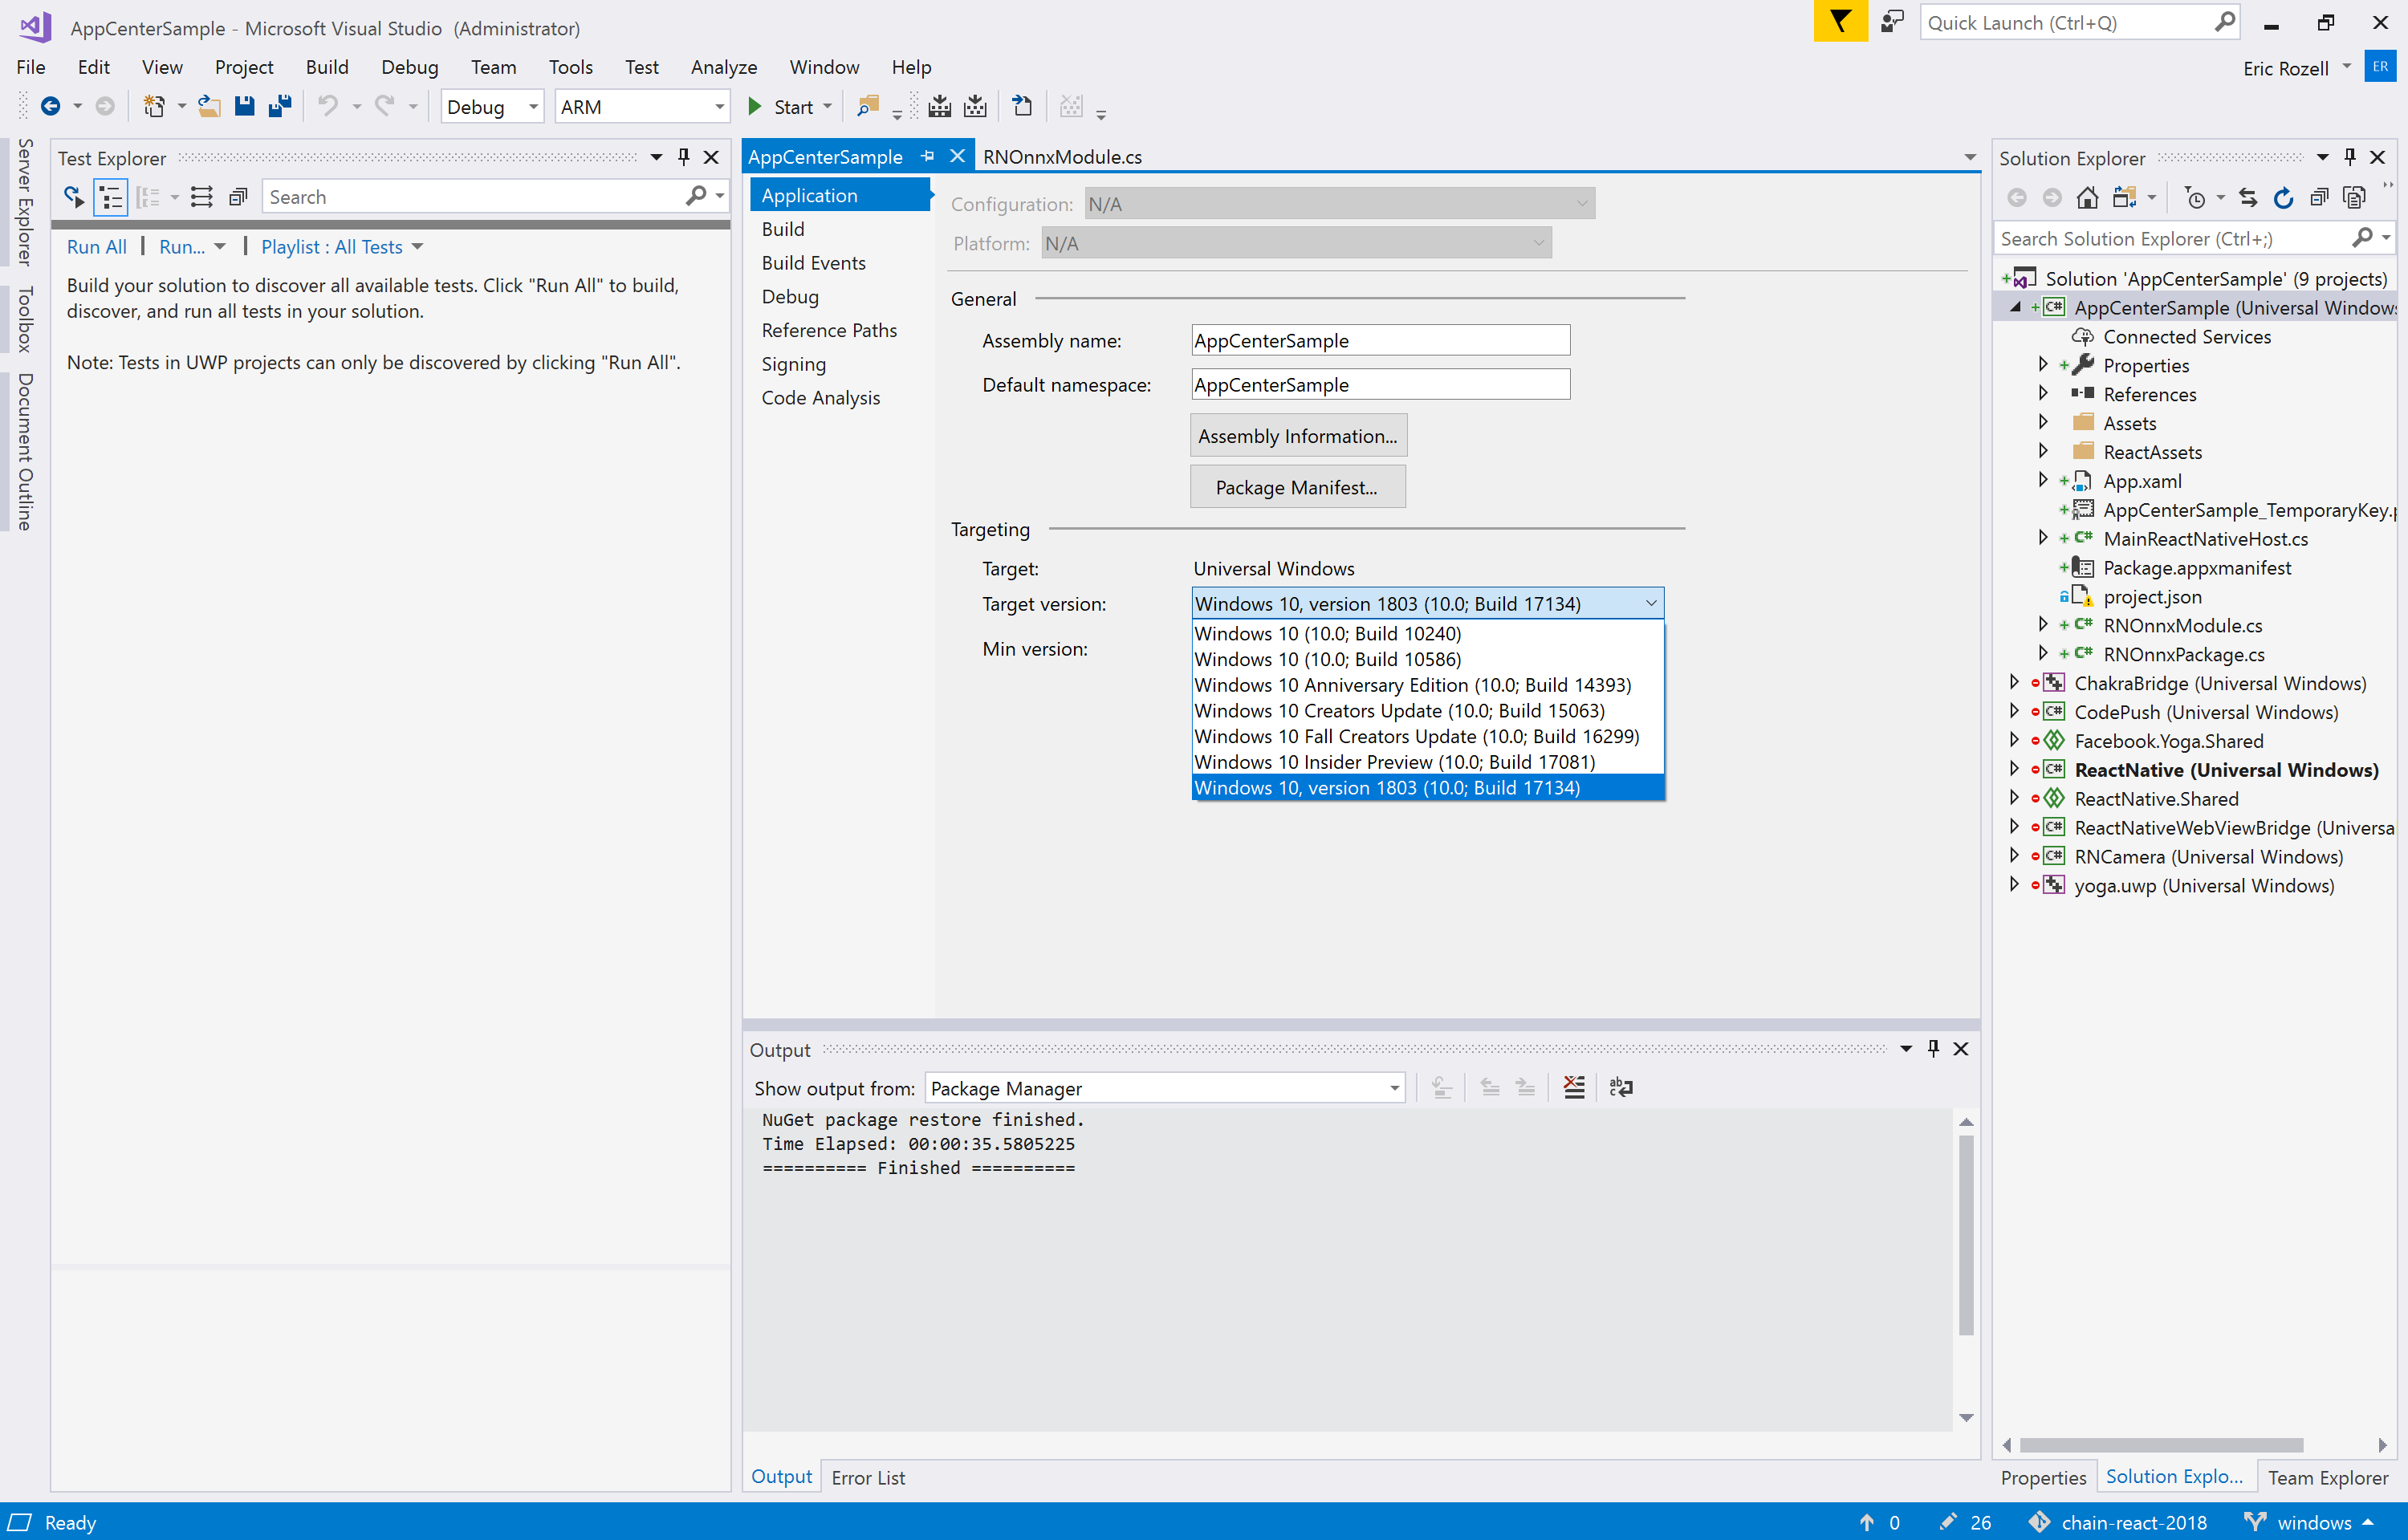 AppCenterSample - Microsoft Visual Studio (Administrator)
Quick Launch (Ctrl+Q)
File Edit View Project Build Debug Team Tools Test Analyze Window Help
Eric Rozell ER
Debug ARM Start
Server Explorer
Toolbox
Document Outline
Test Explorer
Search
Run All | Run... | Playlist : All Tests
Build your solution to discover all available tests. Click "Run All" to build,
discover, and run all tests in your solution.
Note: Tests in UWP projects can only be discovered by clicking "Run All".
AppCenterSample RNOnnxModule.cs
Application
Build
Build Events
Debug
Reference Paths
Signing
Code Analysis
Configuration: N/A
Platform: N/A
General
Assembly name: AppCenterSample
Default namespace: AppCenterSample
Assembly Information...
Package Manifest...
Targeting
Target: Universal Windows
Target version: Windows 10, version 1803 (10.0; Build 17134)
Min version:
Windows 10 (10.0; Build 10240)
Windows 10 (10.0; Build 10586)
Windows 10 Anniversary Edition (10.0; Build 14393)
Windows 10 Creators Update (10.0; Build 15063)
Windows 10 Fall Creators Update (10.0; Build 16299)
Windows 10 Insider Preview (10.0; Build 17081)
Windows 10, version 1803 (10.0; Build 17134)
Output
Show output from: Package Manager
NuGet package restore finished.
Time Elapsed: 00:00:35.5805225
========== Finished ==========
Output Error List
Solution Explorer
Search Solution Explorer (Ctrl+;)
Solution 'AppCenterSample' (9 projects)
AppCenterSample (Universal Windows
Connected Services
Properties
References
Assets
ReactAssets
App.xaml
AppCenterSample_TemporaryKey.p
MainReactNativeHost.cs
Package.appxmanifest
project.json
RNOnnxModule.cs
RNOnnxPackage.cs
ChakraBridge (Universal Windows)
CodePush (Universal Windows)
Facebook.Yoga.Shared
ReactNative (Universal Windows)
ReactNative.Shared
ReactNativeWebViewBridge (Universa
RNCamera (Universal Windows)
yoga.uwp (Universal Windows)
Properties Solution Explo... Team Explorer
Ready
0 26 chain-react-2018 windows